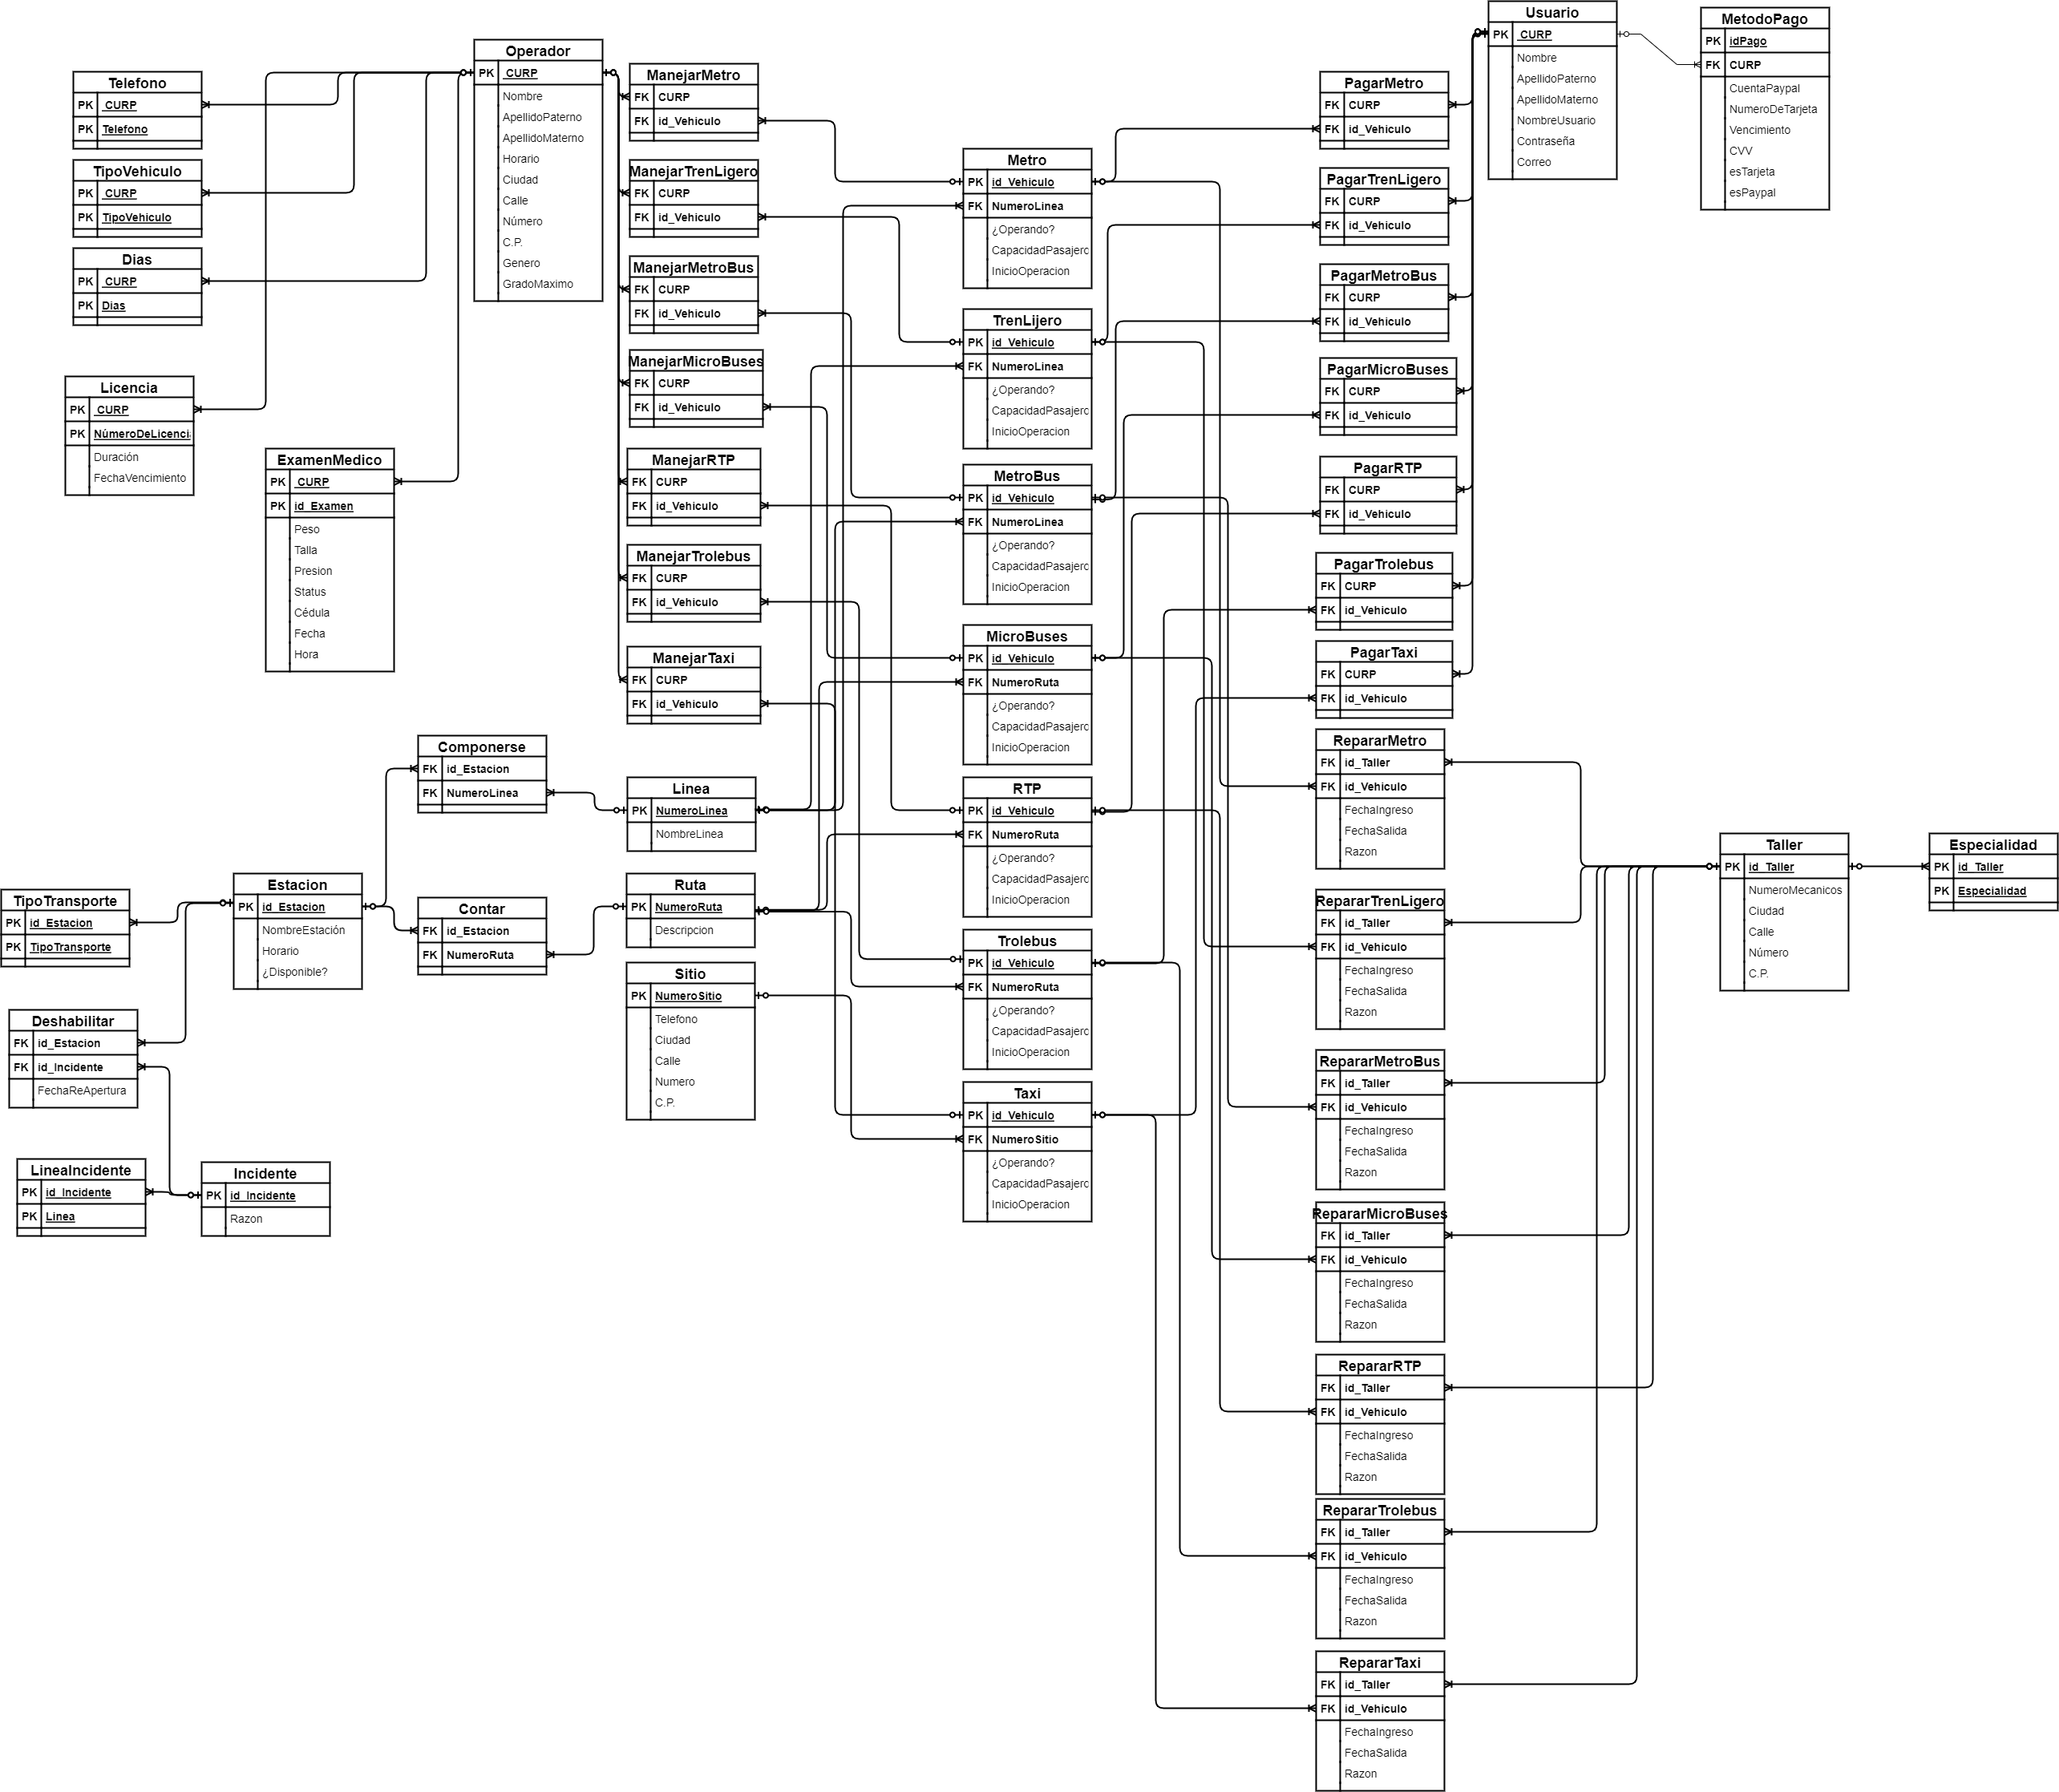 Operador
PK CURP
Nombre
ApellidoPaterno
ApellidoMaterno
Horario
Ciudad
Calle
Número
C.P.
Genero
GradoMaximo
Telefono
PK CURP
PK Telefono
TipoVehiculo
PK CURP
PK TipoVehiculo
Dias
PK CURP
PK Dias
Licencia
PK CURP
PK NúmeroDeLicenci
Duración
FechaVencimiento
ExamenMedico
PK CURP
PK id_Examen
Peso
Talla
Presion
Status
Cédula
Fecha
Hora
ManejarMetro
FK CURP
FK id_Vehiculo
ManejarTrenLigero
FK CURP
FK id_Vehiculo
ManejarMetroBus
FK CURP
FK id_Vehiculo
ManejarMicroBuses
FK CURP
FK id_Vehiculo
ManejarRTP
FK CURP
FK id_Vehiculo
ManejarTrolebus
FK CURP
FK id_Vehiculo
ManejarTaxi
FK CURP
FK id_Vehiculo
Componerse
FK id_Estacion
FK NumeroLinea
Contar
FK id_Estacion
FK NumeroRuta
Estacion
PK id_Estacion
NombreEstación
Horario
¿Disponible?
TipoTransporte
PK id_Estacion
PK TipoTransporte
Deshabilitar
FK id_Estacion
FK id_Incidente
FechaReApertura
LineaIncidente
PK id_Incidente
PK Linea
Incidente
PK id_Incidente
Razon
Linea
PK NumeroLinea
NombreLinea
Ruta
PK NumeroRuta
Descripcion
Sitio
PK NumeroSitio
Telefono
Ciudad
Calle
Numero
C.P.
Metro
PK id_Vehiculo
FK NumeroLinea
¿Operando?
CapacidadPasajerc
InicioOperacion
TrenLijero
PK id_Vehiculo
FK NumeroLinea
¿Operando?
CapacidadPasajerc
InicioOperacion
MetroBus
PK id_Vehiculo
FK NumeroLinea
¿Operando?
CapacidadPasajerc
InicioOperacion
MicroBuses
PK id_Vehiculo
FK NumeroRuta
¿Operando?
CapacidadPasajerc
InicioOperacion
RTP
PK id_Vehiculo
FK NumeroRuta
¿Operando?
CapacidadPasajerc
InicioOperacion
Trolebus
PK id_Vehiculo
FK NumeroRuta
¿Operando?
CapacidadPasajerc
InicioOperacion
Taxi
PK id_Vehiculo
FK NumeroSitio
¿Operando?
CapacidadPasajerc
InicioOperacion
PagarMetro
FK CURP
FK id_Vehiculo
PagarTrenLigero
FK CURP
FK id_Vehiculo
PagarMetroBus
FK CURP
FK id_Vehiculo
PagarMicroBuses
FK CURP
FK id_Vehiculo
PagarRTP
FK CURP
FK id_Vehiculo
PagarTrolebus
FK CURP
FK id_Vehiculo
PagarTaxi
FK CURP
FK id_Vehiculo
RepararMetro
FK id_Taller
FK id_Vehiculo
FechaIngreso
FechaSalida
Razon
RepararTrenLigero
FK id_Taller
FK id_Vehiculo
FechaIngreso
FechaSalida
Razon
RepararMetroBus
FK id_Taller
FK id_Vehiculo
FechaIngreso
FechaSalida
Razon
RepararMicroBuses
FK id_Taller
FK id_Vehiculo
FechaIngreso
FechaSalida
Razon
RepararRTP
FK id_Taller
FK id_Vehiculo
FechaIngreso
FechaSalida
Razon
RepararTrolebus
FK id_Taller
FK id_Vehiculo
FechaIngreso
FechaSalida
Razon
RepararTaxi
FK id_Taller
FK id_Vehiculo
FechaIngreso
FechaSalida
Razon
Usuario
PK CURP
Nombre
ApellidoPaterno
ApellidoMaterno
NombreUsuario
Contraseña
Correo
MetodoPago
PK idPago
FK CURP
CuentaPaypal
NumeroDeTarjeta
Vencimiento
CVV
esTarjeta
esPaypal
Taller
PK id_Taller
NumeroMecanicos
Ciudad
Calle
Número
C.P.
Especialidad
PK id_Taller
PK Especialidad